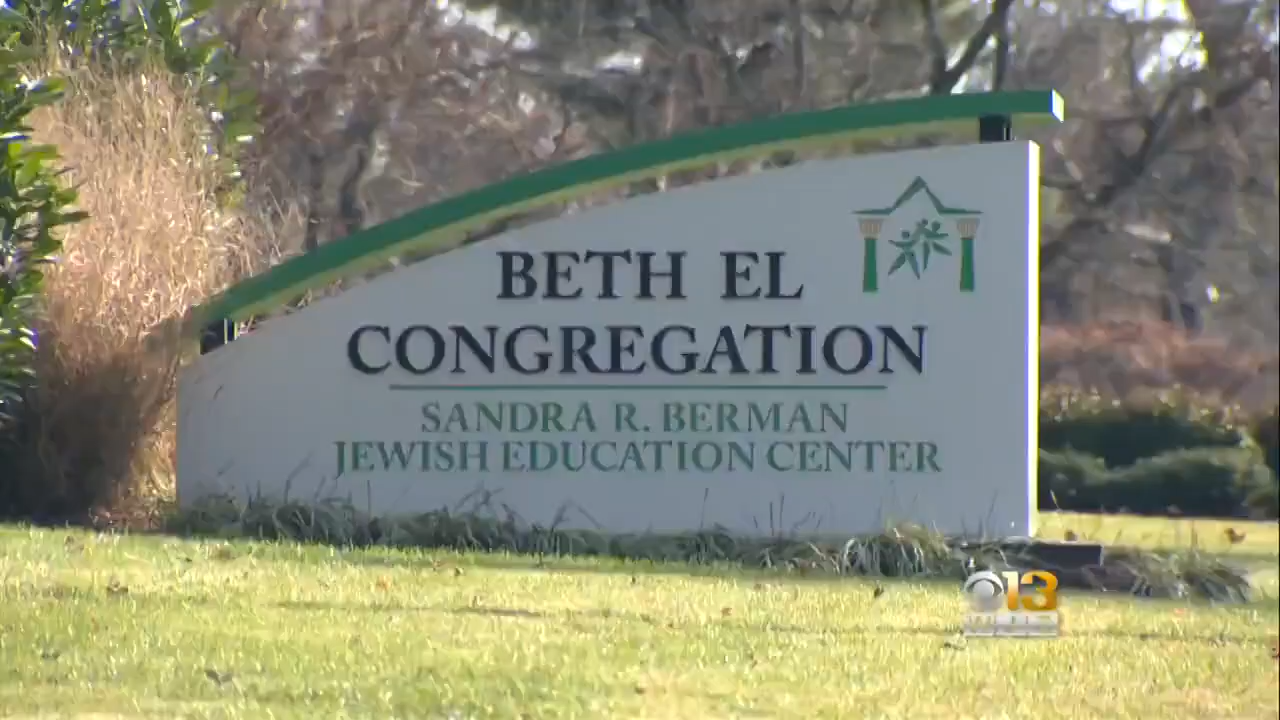 BETH EL
CONGREGATION
SANDRA R. BERMAN
JEWISH EDUCATION CENTER
13